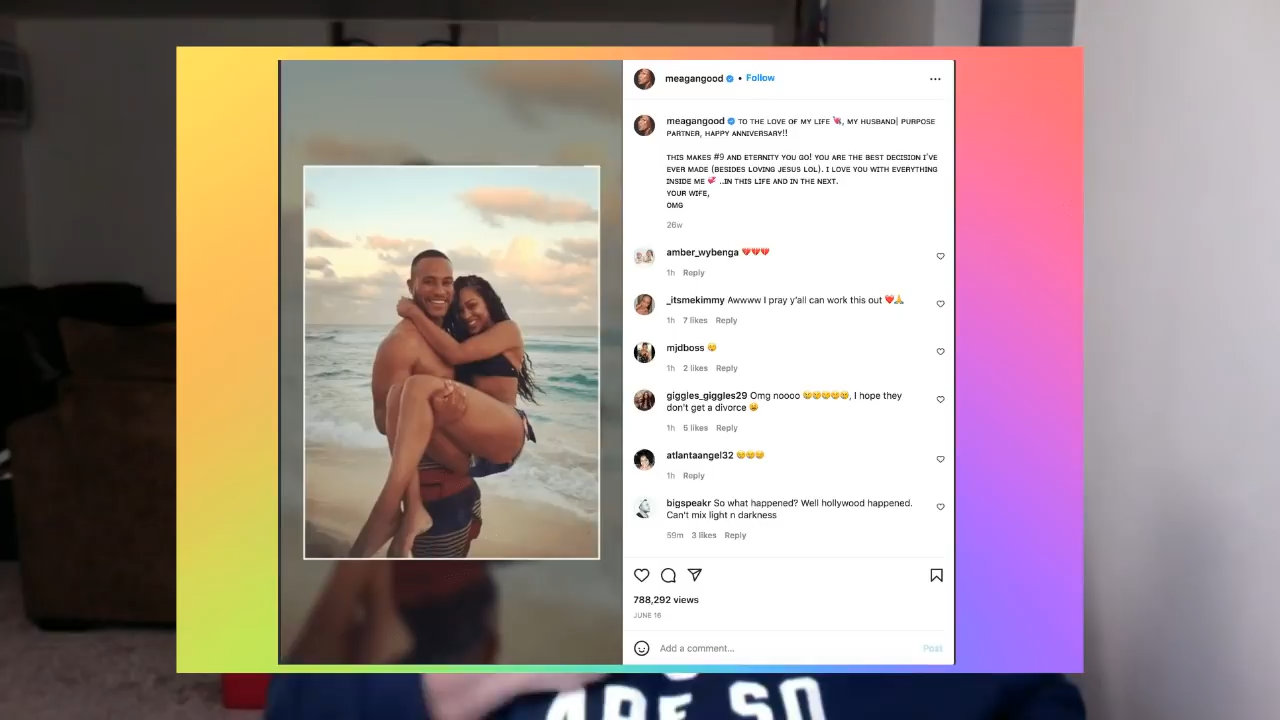 meagangood • Follow
meagangood TO THE LOVE OF MY LIFE 💘, MY HUSBAND| PURPOSE
PARTNER, HAPPY ANNIVERSARY!!
THIS MAKES #9 AND ETERNITY YOU GO! YOU ARE THE BEST DECISION I'VE
EVER MADE (BESIDES LOVING JESUS LOL). I LOVE YOU WITH EVERYTHING
INSIDE ME 💞 ..IN THIS LIFE AND IN THE NEXT.
YOUR WIFE,
OMG
26w
amber_wybenga 💔💔💔
1h Reply
_itsmekimmy Awwww I pray y'all can work this out ❤️🙏
1h 7 likes Reply
mjdboss 😢
1h 2 likes Reply
giggles_giggles29 Omg noooo 😢😢😢😢😢, I hope they
don't get a divorce 😩
1h 5 likes Reply
atlantaangel32 😢😢😢
1h Reply
bigspeakr So what happened? Well hollywood happened.
Can't mix light n darkness
59m 3 likes Reply
788,292 views
JUNE 16
Add a comment... Post
ARE SO